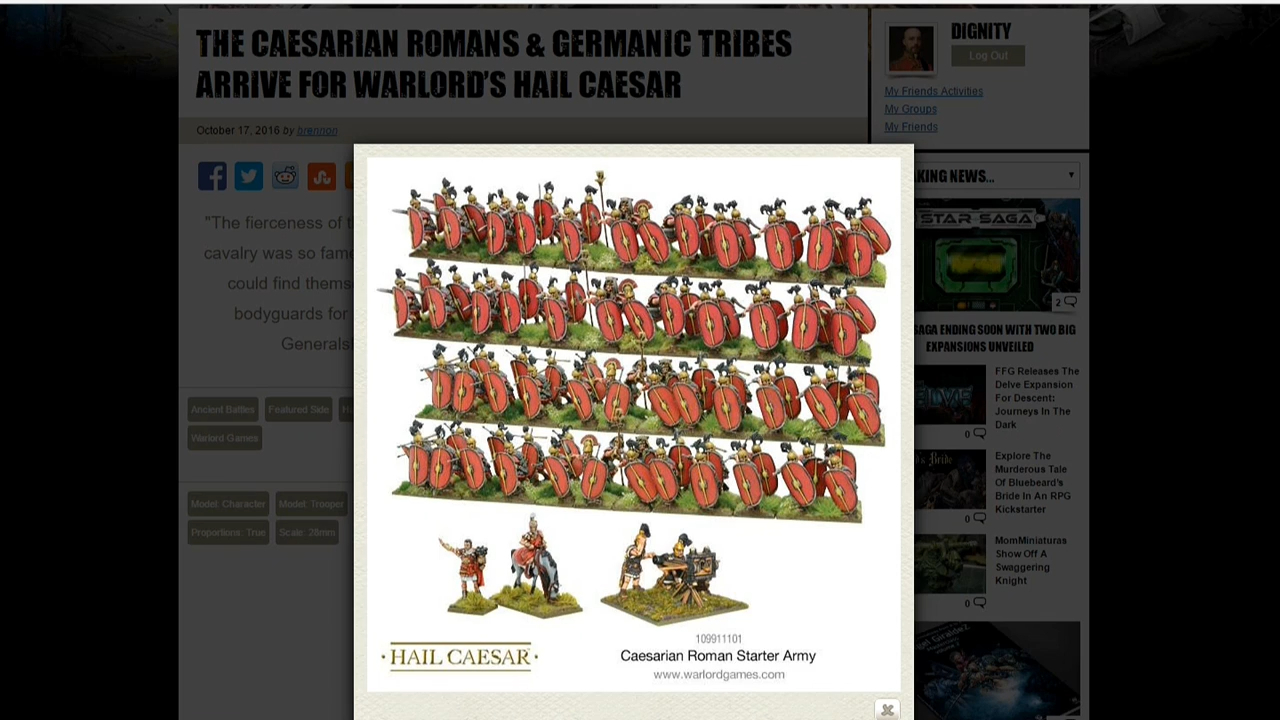 THE CAESARIAN ROMANS & GERMANIC TRIBES
ARRIVE FOR WARLORD'S HAIL CAESAR
October 17, 2016 by brennon
"The fierceness of
cavalry was so
could find
bodyguards for
Generals
Ancient Battles
Featured Side
Warlord Games
Model: Character
Model: Trooper
Proportions: True
Scale: 28mm
109911101
· HAIL CAESAR ·
Caesarian Roman Starter Army
www.warlordgames.com
DIGNITY
Log Out
My Friends Activities
My Groups
My Friends
NEWS...
STAR SAGA
2
SAGA ENDING SOON WITH TWO BIG
EXPANSIONS UNVEILED
FFG Releases The
Delve Expansion
For Descent:
Journeys In The
Dark
0
Explore The
Murderous Tale
Of Bluebeard's
Bride In An RPG
Kickstarter
Bride
0
MomMiniaturas
Show Off A
Swaggering
Knight
0
Giraldez